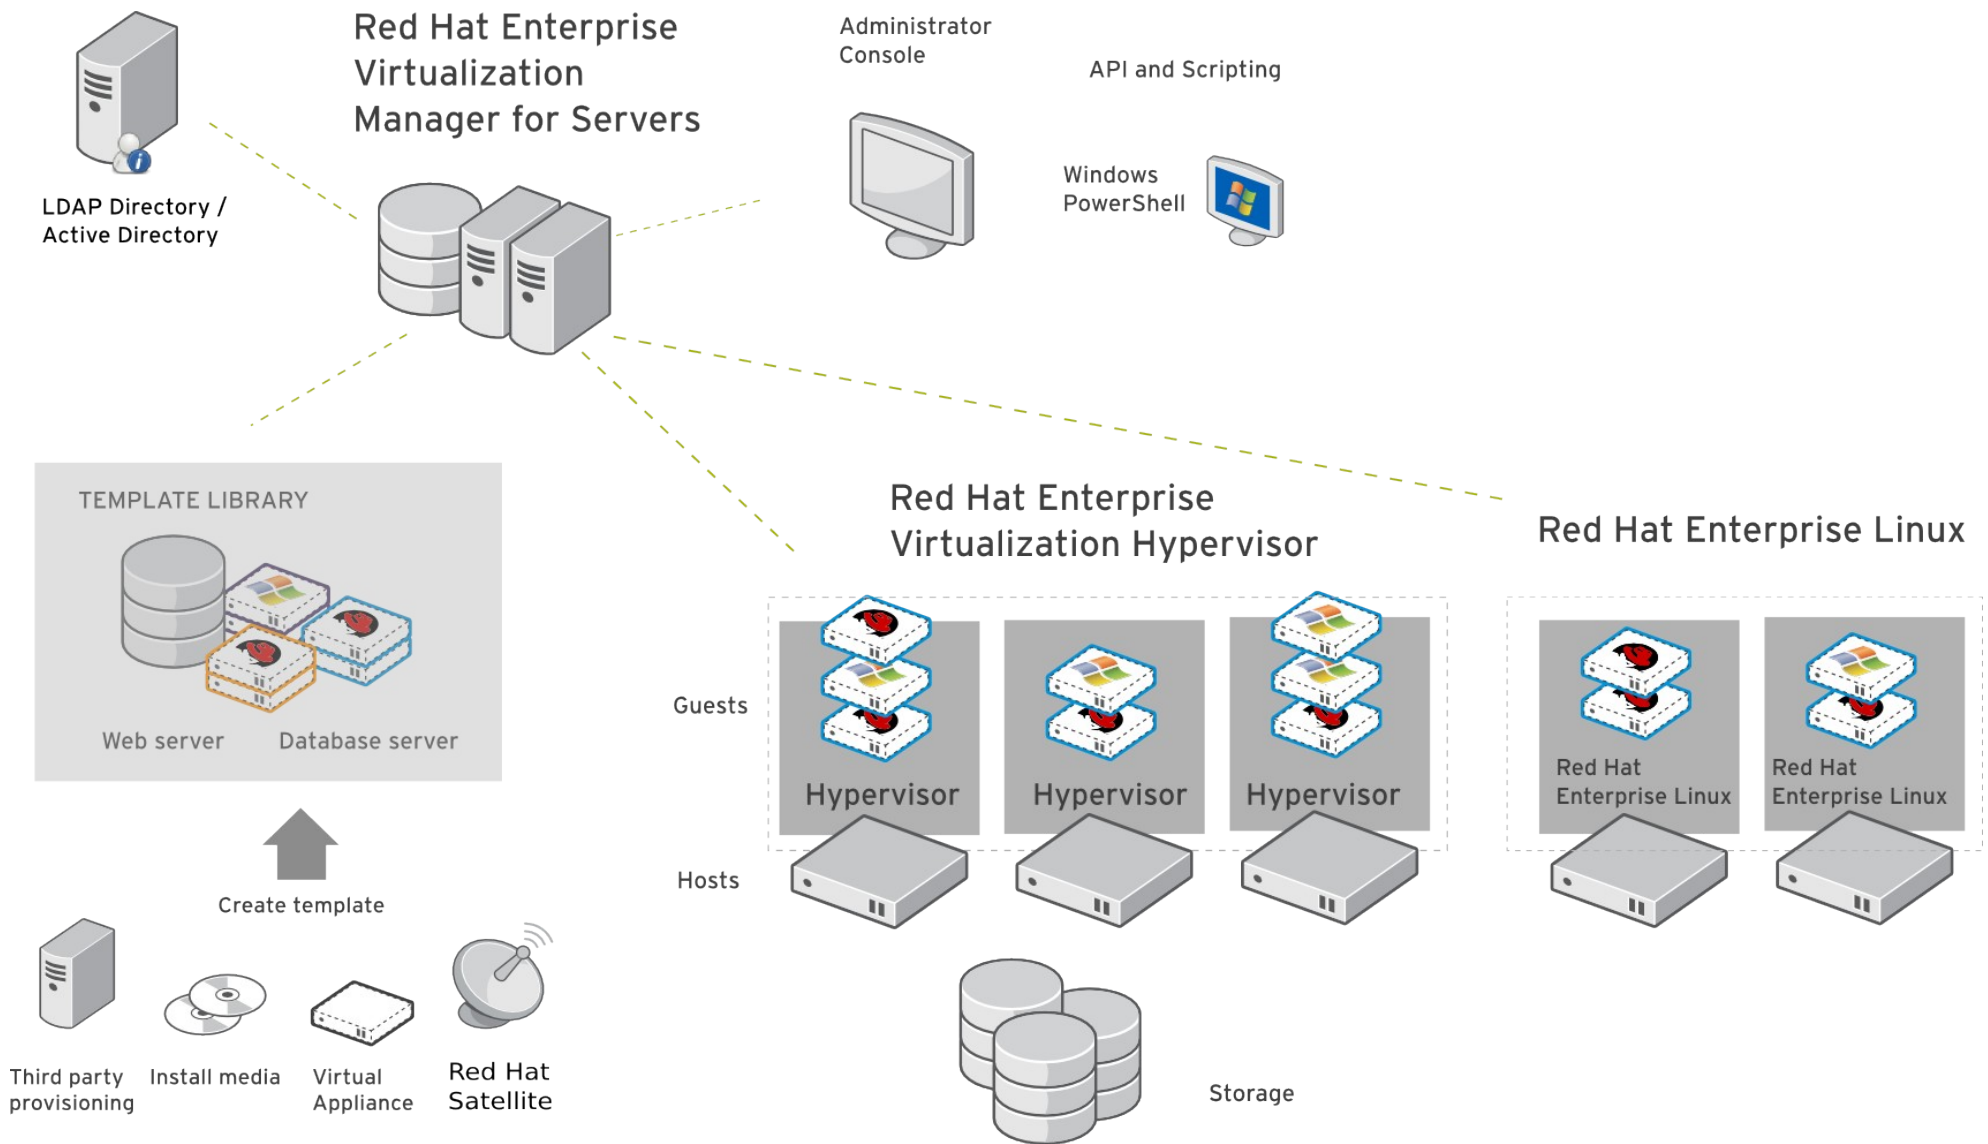 Red Hat Enterprise
Virtualization
Manager for Servers
Administrator
Console
API and Scripting
Windows
PowerShell
LDAP Directory /
Active Directory
TEMPLATE LIBRARY
Web server
Database server
Create template
Third party
provisioning
Install media
Virtual
Appliance
Red Hat
Satellite
Red Hat Enterprise
Virtualization Hypervisor
Guests
Hypervisor
Hypervisor
Hypervisor
Hosts
Storage
Red Hat Enterprise Linux
Red Hat
Enterprise Linux
Red Hat
Enterprise Linux